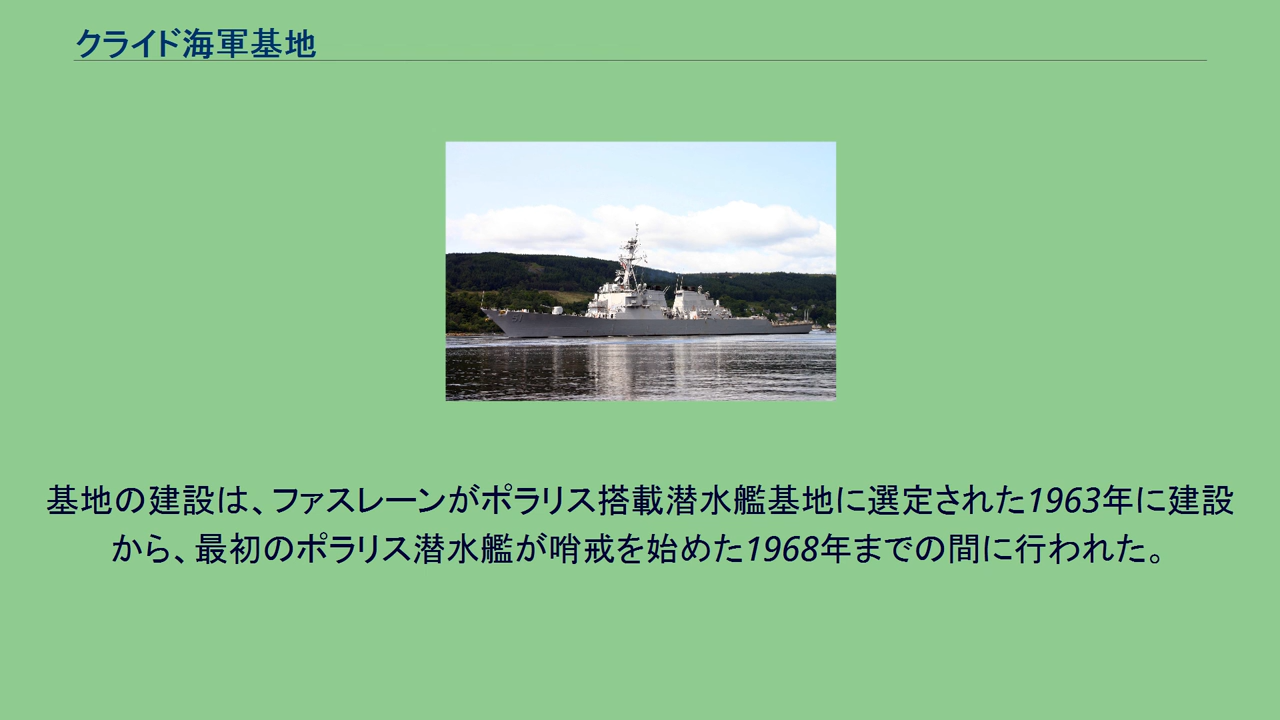 クライド海軍基地
基地の建設は、ファスレーンがポラリス搭載潜水艦基地に選定された1963年に建設
から、最初のポラリス潜水艦が哨戒を始めた1968年までの間に行われた。